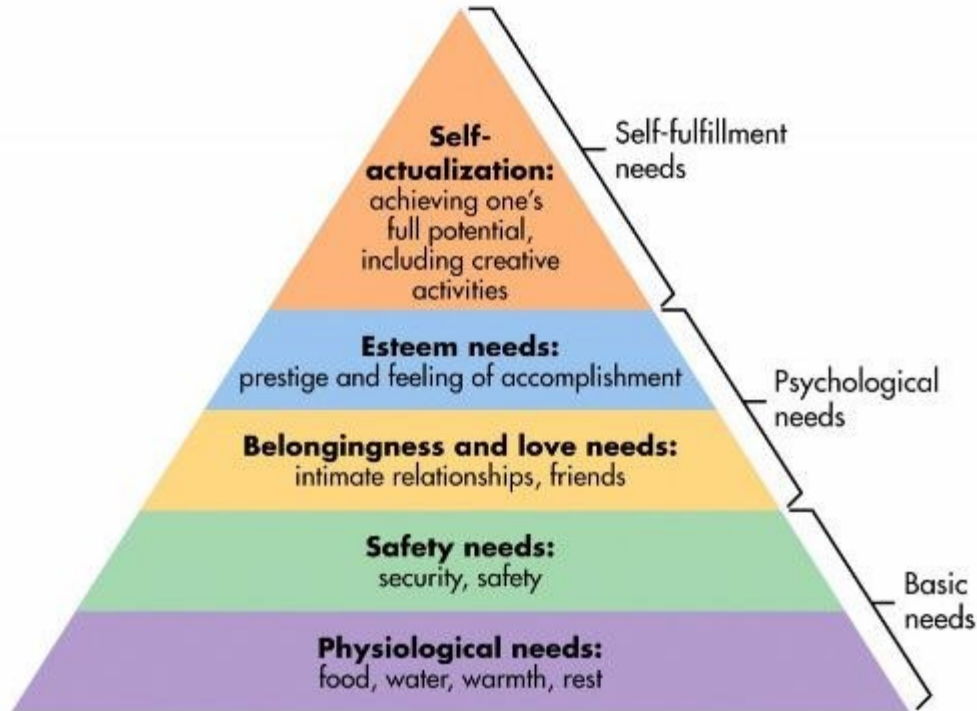 Self-
actualization:
achieving one's
full potential,
including creative
activities
Self-fulfillment
needs
Esteem needs:
prestige and feeling of accomplishment
Psychological
needs
Belongingness and love needs:
intimate relationships, friends
Safety needs:
security, safety
Basic
needs
Physiological needs:
food, water, warmth, rest